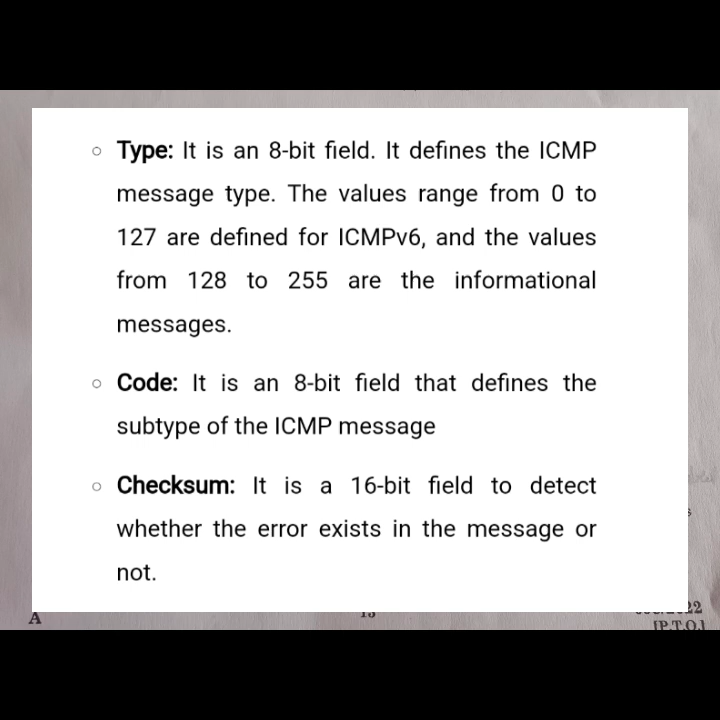 Type: It is an 8-bit field. It defines the ICMP
message type. The values range from 0 to
127 are defined for ICMPv6, and the values
from 128 to 255 are the informational
messages.
Code: It is an 8-bit field that defines the
subtype of the ICMP message
Checksum: It is a 16-bit field to detect
whether the error exists in the message or
not.
A
[P.T.O.]